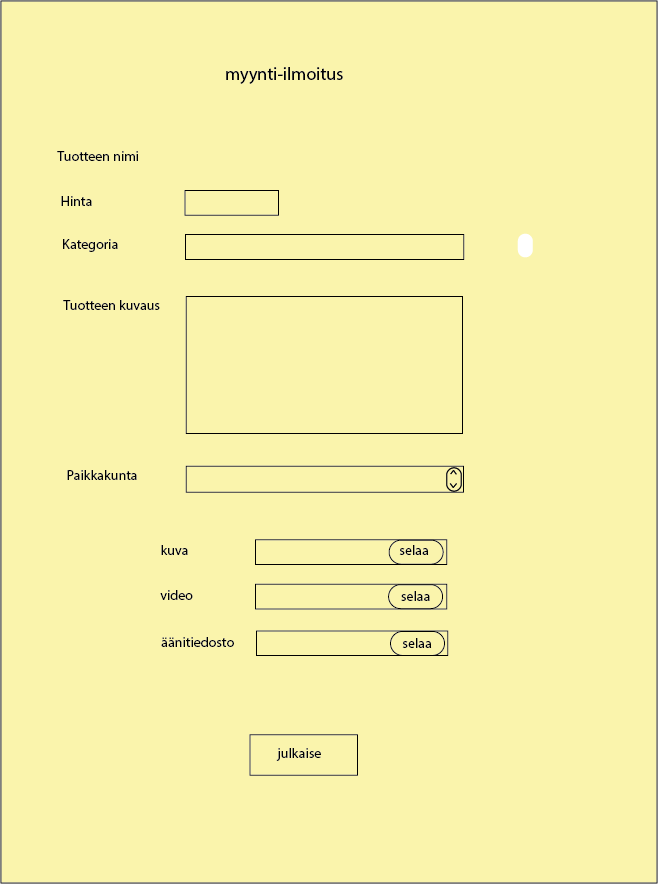 myynti-ilmoitus
Tuotteen nimi
Hinta
Kategoria
Tuotteen kuvaus
Paikkakunta
kuva selaa
video selaa
äänitiedosto selaa
julkaise